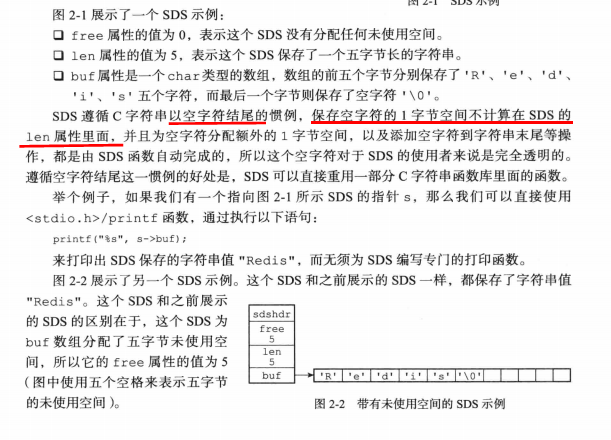 图 2-1 SDS 示例
图 2-1 展示了一个 SDS 示例：
❑ free 属性的值为 0，表示这个 SDS 没有分配任何未使用空间。
❑ len 属性的值为 5，表示这个 SDS 保存了一个五字节长的字符串。
❑ buf 属性是一个 char 类型的数组，数组的前五个字节分别保存了 'R'、'e'、'd'、
'i'、's' 五个字符，而最后一个字节则保存了空字符 '\0'。
SDS 遵循 C 字符串以空字符结尾的惯例，保存空字符的 1 字节空间不计算在 SDS 的
len 属性里面，并且为空字符分配额外的 1 字节空间，以及添加空字符到字符串末尾等操
作，都是由 SDS 函数自动完成的，所以这个空字符对于 SDS 的使用者来说是完全透明的。
遵循空字符结尾这一惯例的好处是，SDS 可以直接重用一部分 C 字符串函数库里面的函数。
举个例子，如果我们有一个指向图 2-1 所示 SDS 的指针 s，那么我们可以直接使用
<stdio.h>/printf 函数，通过执行以下语句：
printf("%s", s->buf);
来打印出 SDS 保存的字符串值 "Redis"，而无须为 SDS 编写专门的打印函数。
图 2-2 展示了另一个 SDS 示例。这个 SDS 和之前展示的 SDS 一样，都保存了字符串值
"Redis"。这个 SDS 和之前展示
的 SDS 的区别在于，这个 SDS 为
buf 数组分配了五字节未使用空
间，所以它的 free 属性的值为 5
（图中使用五个空格来表示五字节
的未使用空间）。
sdshdr
free
5
len
5
buf
'R' 'e' 'd' 'i' 's' '\0'
图 2-2 带有未使用空间的 SDS 示例